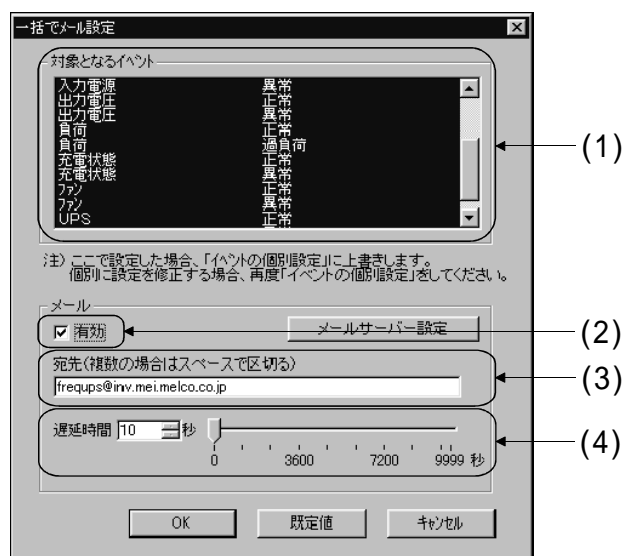 一括でメール設定
対象となるイベント
入力電源 異常
出力電圧 正常
出力電圧 異常
負荷 正常
負荷 過負荷
充電状態 正常
充電状態 異常
ファン 正常
ファン 異常
UPS 正常
(1)
注) ここで設定した場合、「イベントの個別設定」に上書きします。
個別に設定を修正する場合、再度「イベントの個別設定」をしてください。
メール
有効
メールサーバー設定
(2)
宛先(複数の場合はスペースで区切る)
frequps@inv.mei.melco.co.jp
(3)
遅延時間 10 秒
0 3600 7200 9999 秒
(4)
OK 既定値 キャンセル